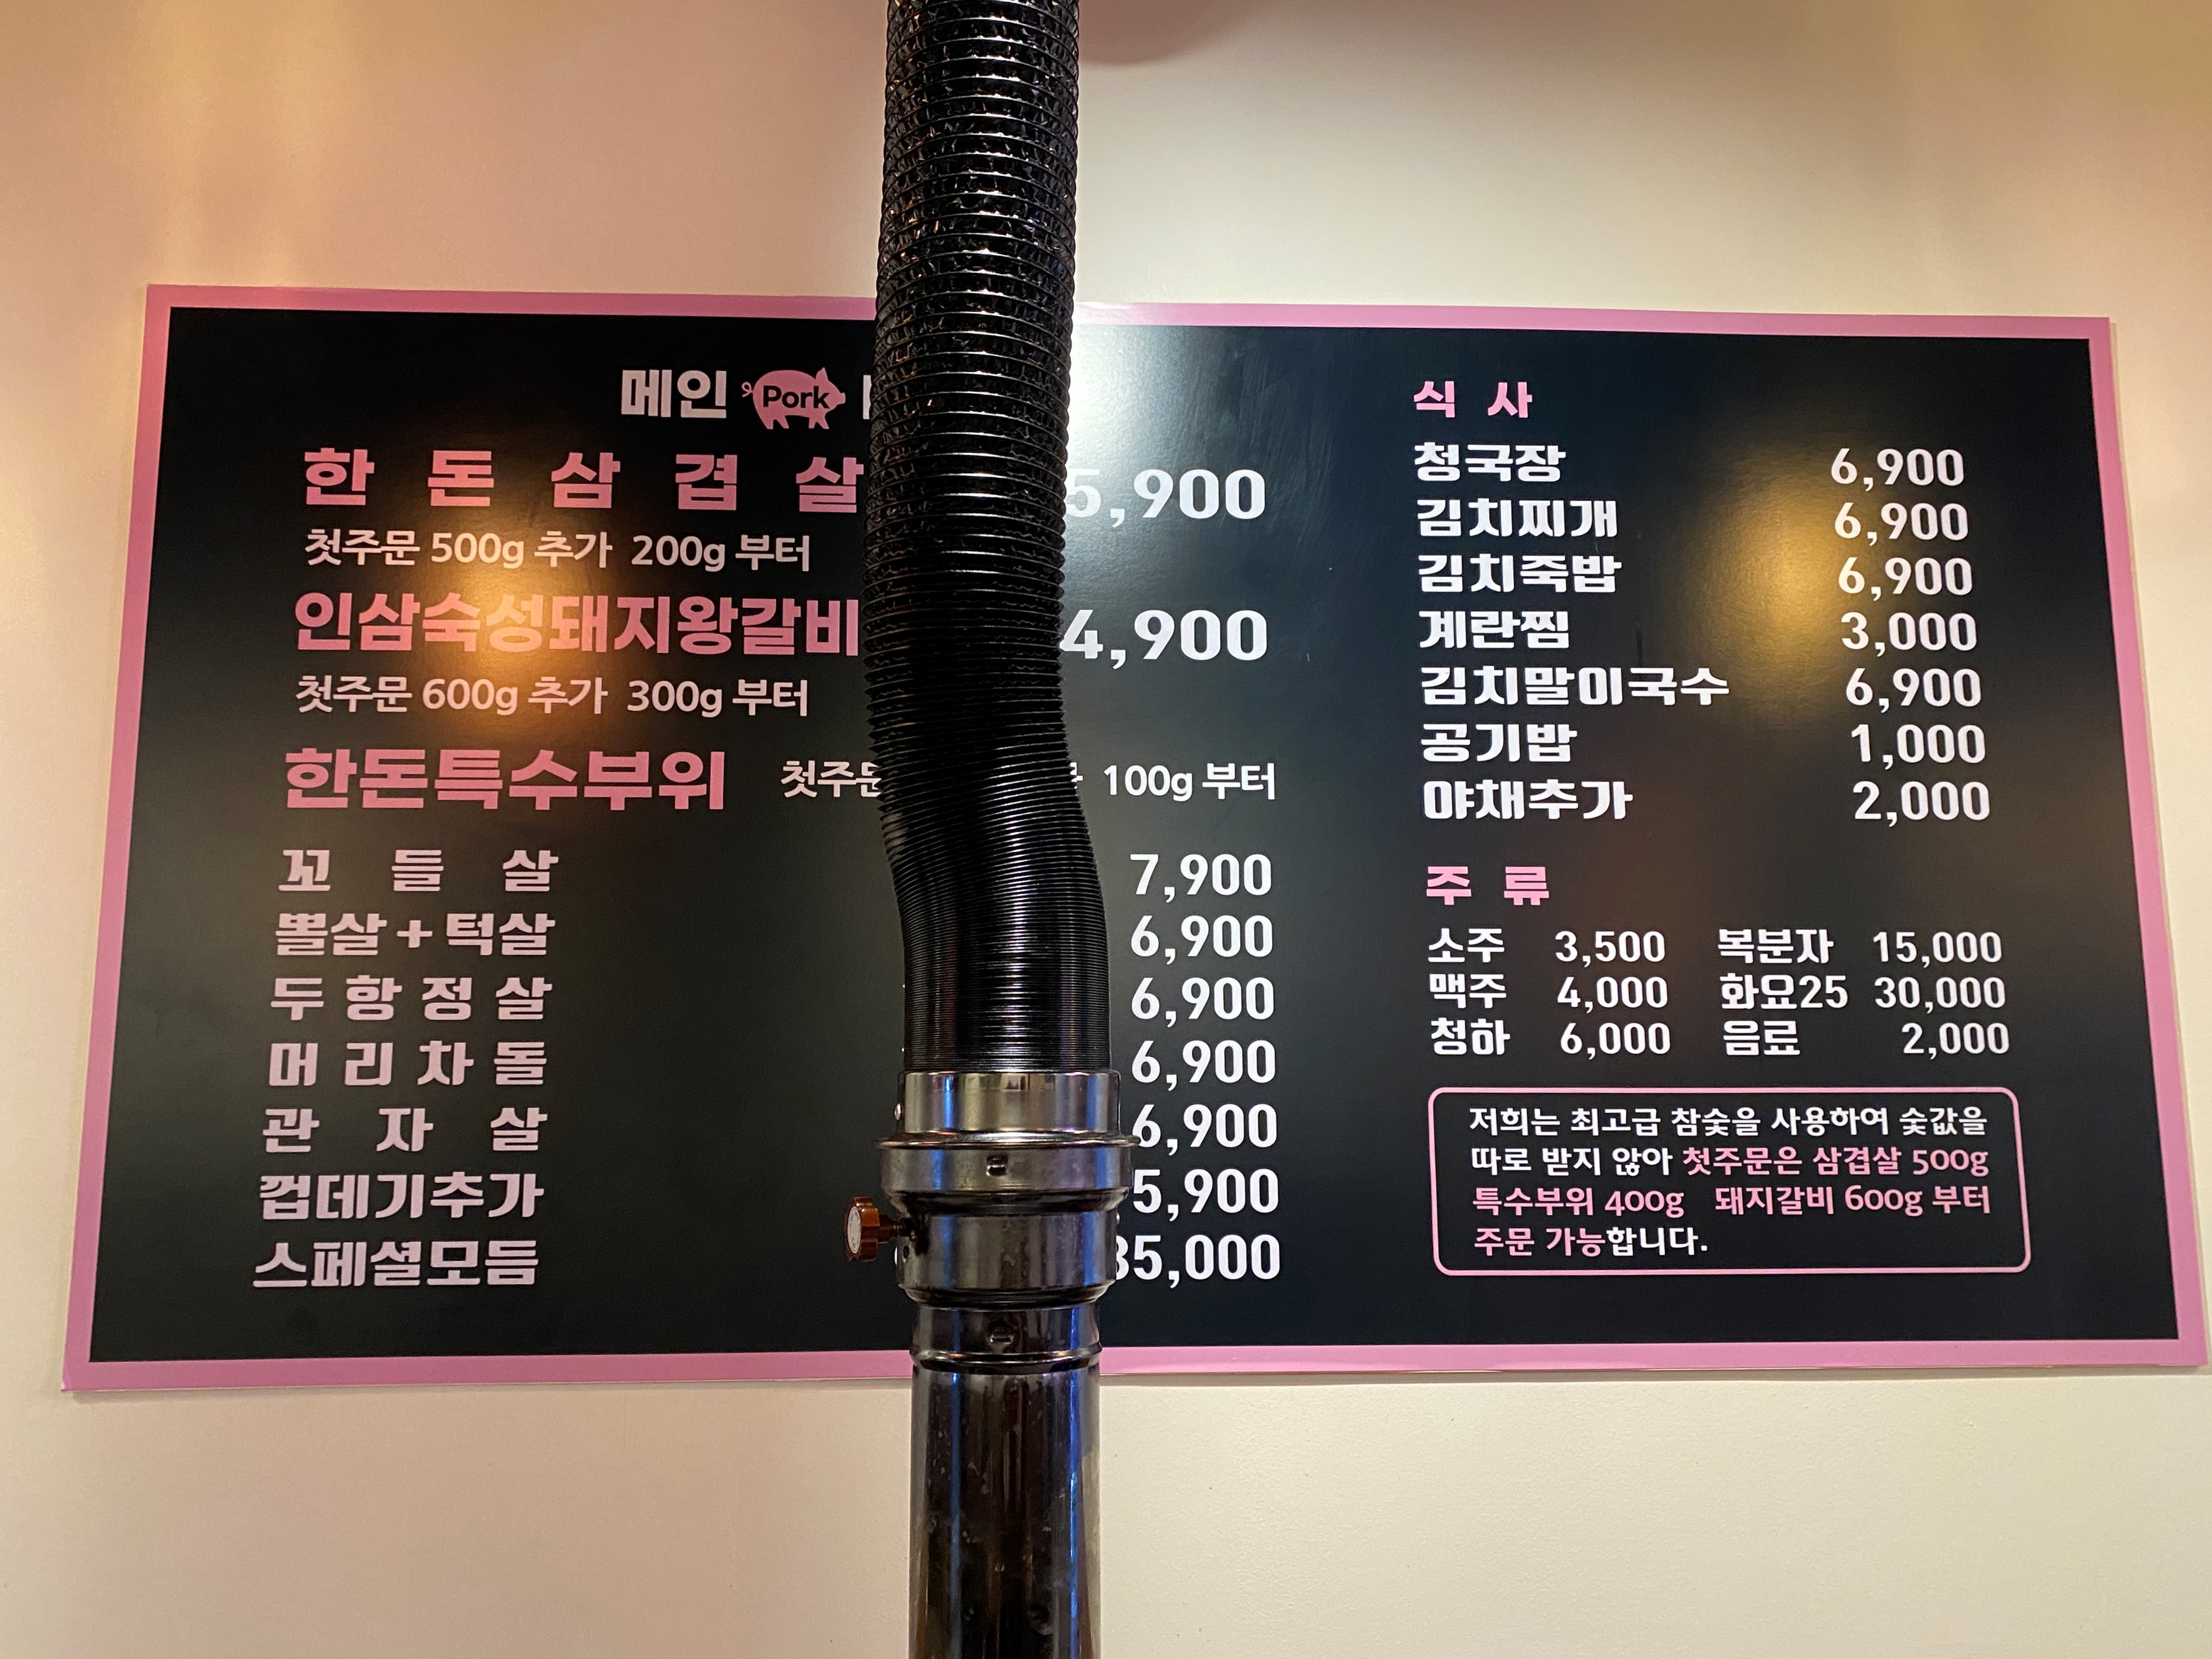 메인 Pork
한 돈 삼 겹 살 5,900
첫주문 500g 추가 200g 부터
인삼숙성돼지왕갈비 4,900
첫주문 600g 추가 300g 부터
한돈특수부위 100g 부터
꼬 들 살 7,900
뽈살+턱살 6,900
두 항 정 살 6,900
머 리 차 돌 6,900
관 자 살 6,900
껍데기추가 5,900
스페셜모듬 35,000
식 사
청국장 6,900
김치찌개 6,900
김치죽밥 6,900
계란찜 3,000
김치말이국수 6,900
공기밥 1,000
야채추가 2,000
주 류
소주 3,500 복분자 15,000
맥주 4,000 화요25 30,000
청하 6,000 음료 2,000
저희는 최고급 참숯을 사용하여 숯값을
따로 받지 않아 첫주문은 삼겹살 500g
특수부위 400g 돼지갈비 600g 부터
주문 가능합니다.